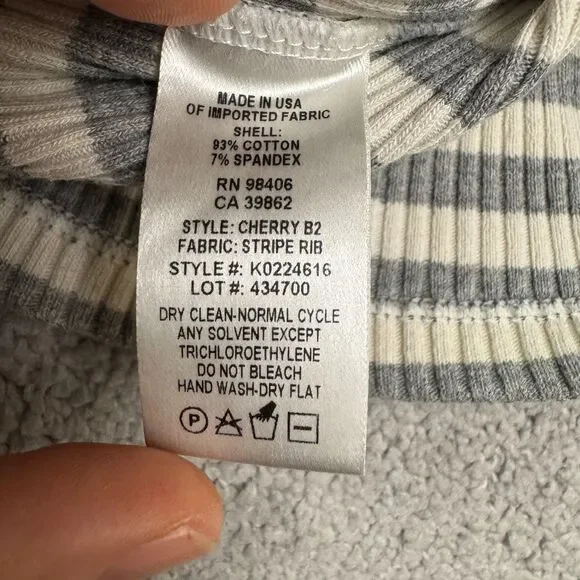 MADE IN USA
OF IMPORTED FABRIC
SHELL:
93% COTTON
7% SPANDEX
RN 98406
CA 39862
STYLE: CHERRY B2
FABRIC: STRIPE RIB
STYLE #: K0224616
LOT #: 434700
DRY CLEAN-NORMAL CYCLE
ANY SOLVENT EXCEPT
TRICHLOROETHYLENE
DO NOT BLEACH
HAND WASH-DRY FLAT
P